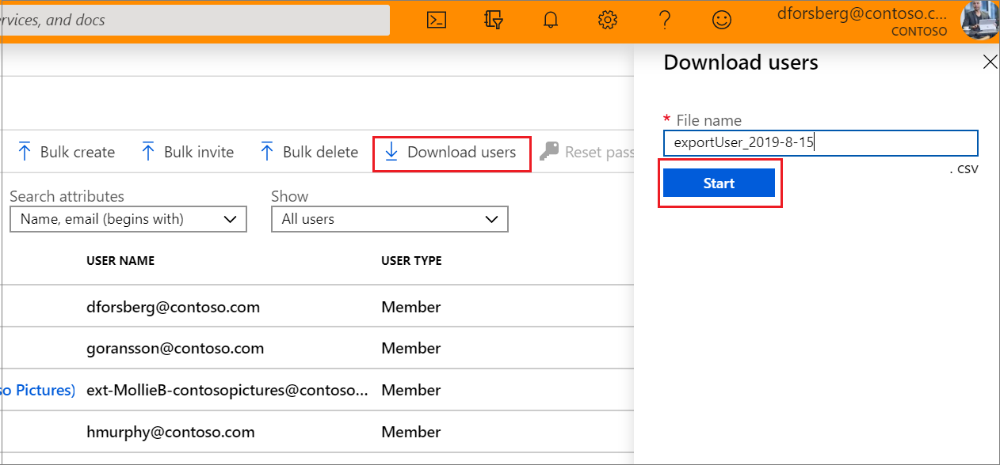 rvices, and docs
dforsberg@contoso.c...
CONTOSO
Download users
* File name
exportUser_2019-8-15
. csv
Start
Bulk create Bulk invite Bulk delete Download users Reset pass
Search attributes Show
Name, email (begins with) All users
USER NAME USER TYPE
dforsberg@contoso.com Member
goransson@contoso.com Member
so Pictures) ext-MollieB-contosopictures@contoso... Member
hmurphy@contoso.com Member